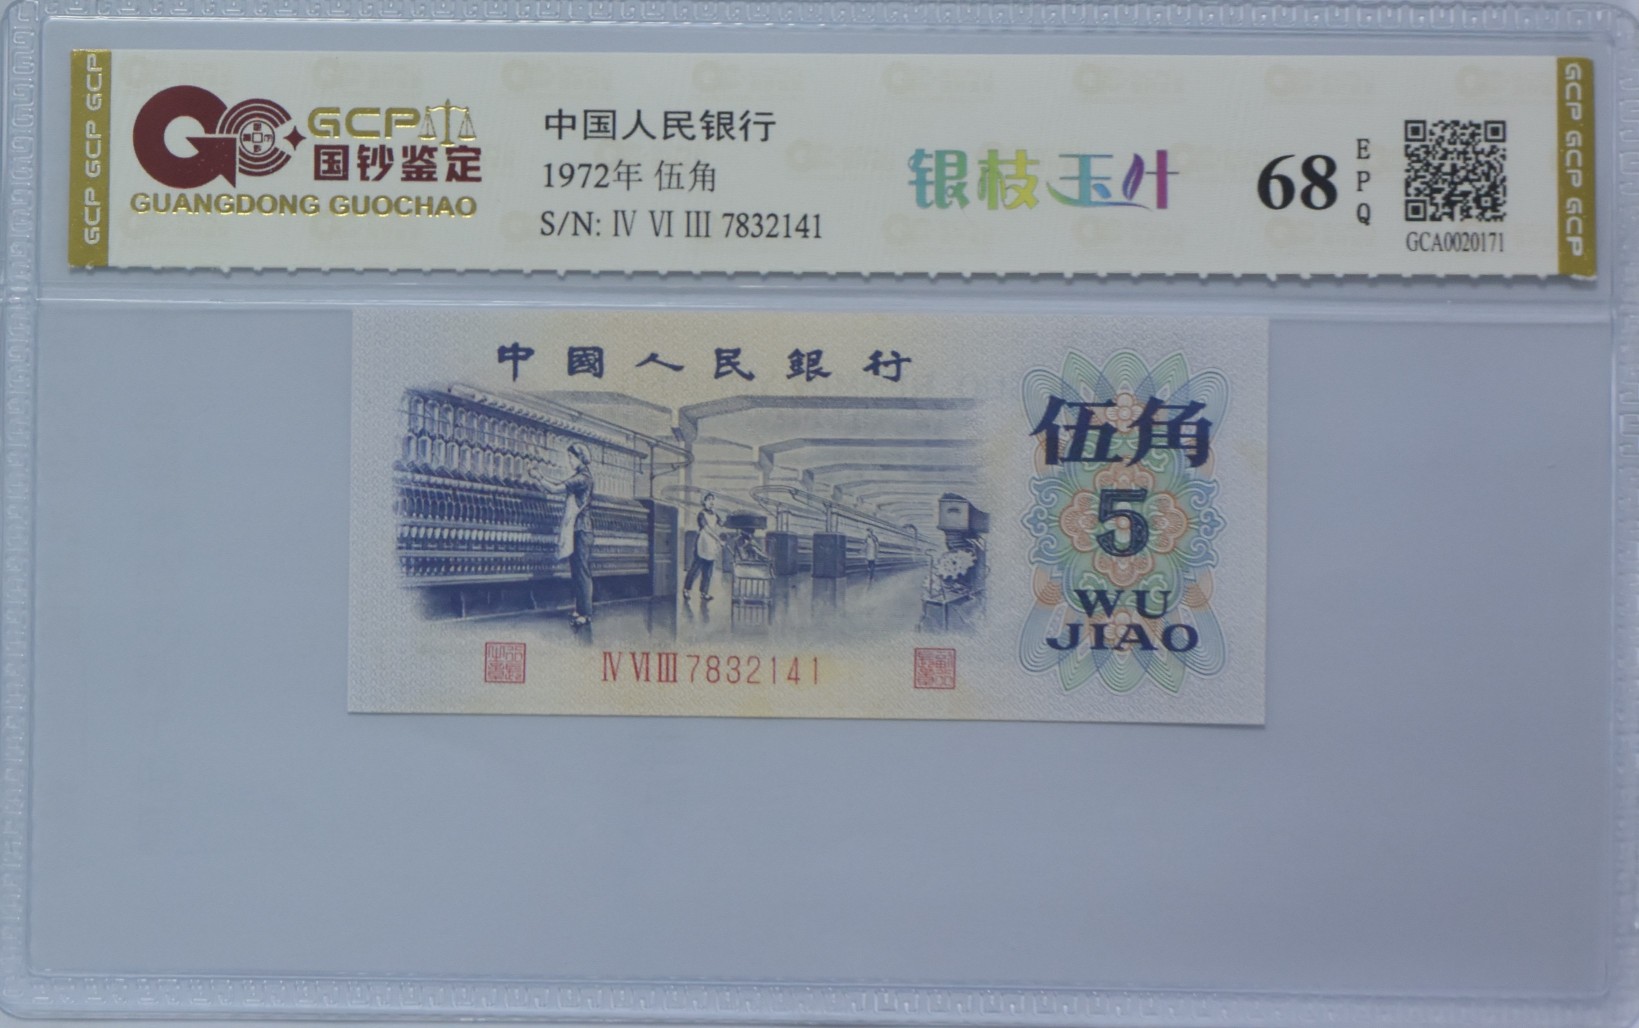 GCP GCP GCP
GCP
国钞鉴定
GUANGDONG GUOCHAO
中国人民银行
1972年 伍角
S/N: Ⅳ Ⅵ Ⅲ 7832141
银枝玉叶
68
EPQ
GCA0020171
GCP GCP GCP
中國人民銀行
伍角
5
WU
JIAO
Ⅳ Ⅵ Ⅲ 7832141